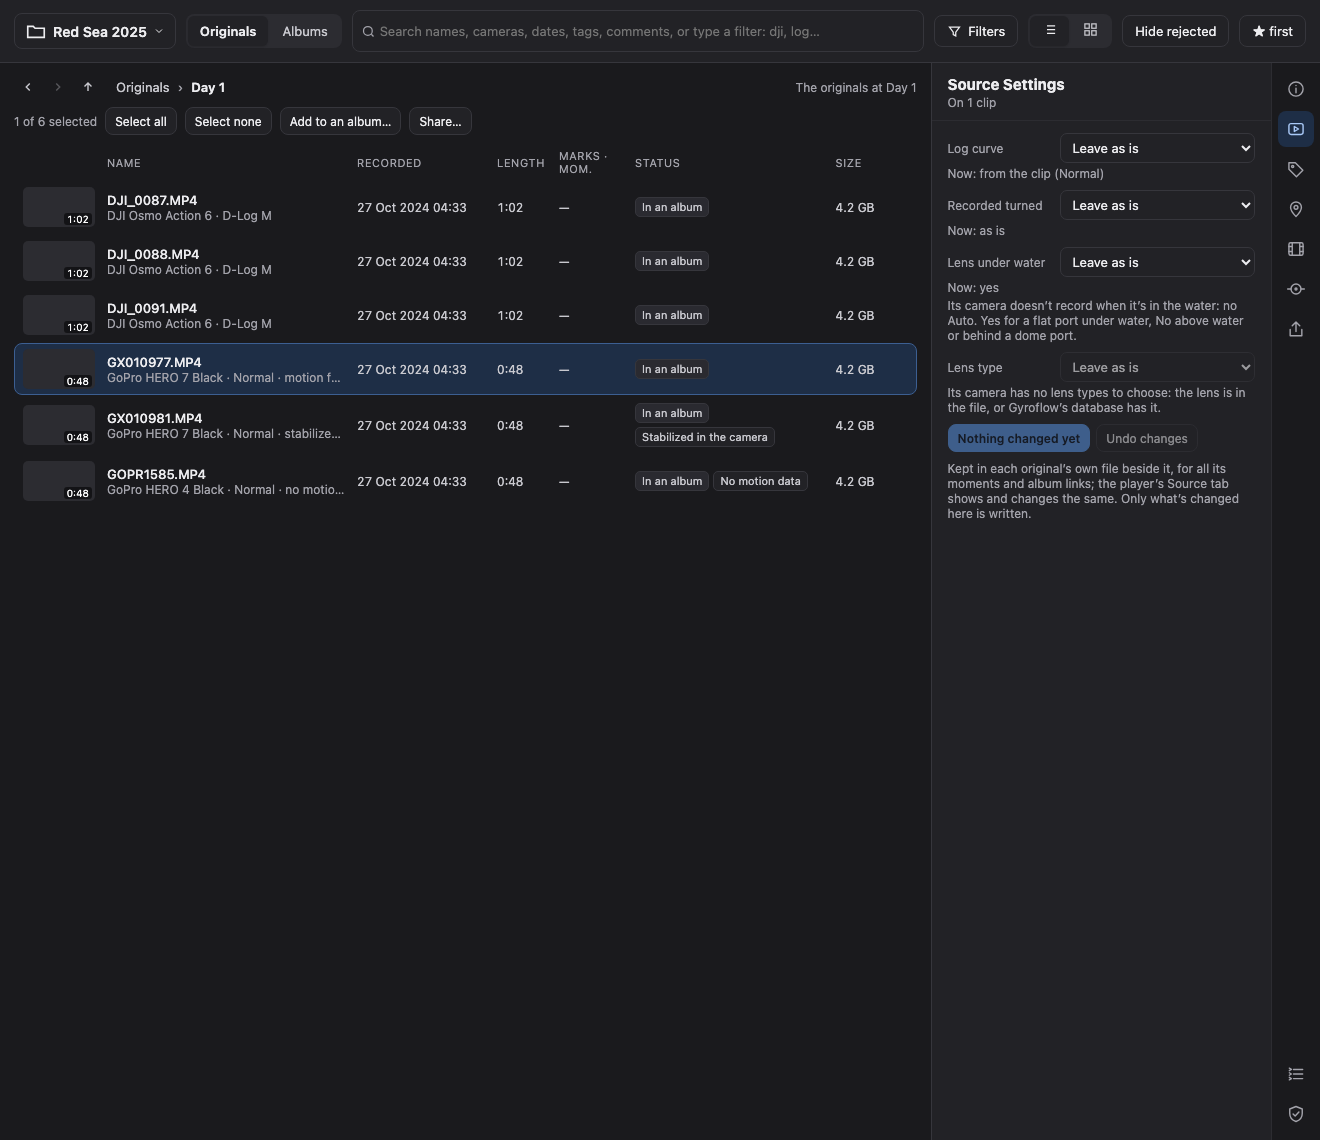 Red Sea 2025
Originals
Albums
Search names, cameras, dates, tags, comments, or type a filter: dji, log...
Filters
Hide rejected
★ first
Originals › Day 1
The originals at Day 1
1 of 6 selected
Select all
Select none
Add to an album...
Share...
NAME
RECORDED
LENGTH
MARKS · MOM.
STATUS
SIZE
1:02
DJI_0087.MP4
DJI Osmo Action 6 · D-Log M
27 Oct 2024 04:33
1:02
—
In an album
4.2 GB
1:02
DJI_0088.MP4
DJI Osmo Action 6 · D-Log M
27 Oct 2024 04:33
1:02
—
In an album
4.2 GB
1:02
DJI_0091.MP4
DJI Osmo Action 6 · D-Log M
27 Oct 2024 04:33
1:02
—
In an album
4.2 GB
0:48
GX010977.MP4
GoPro HERO 7 Black · Normal · motion f...
27 Oct 2024 04:33
0:48
—
In an album
4.2 GB
0:48
GX010981.MP4
GoPro HERO 7 Black · Normal · stabilize...
27 Oct 2024 04:33
0:48
—
In an album
Stabilized in the camera
4.2 GB
0:48
GOPR1585.MP4
GoPro HERO 4 Black · Normal · no motio...
27 Oct 2024 04:33
0:48
—
In an album
No motion data
4.2 GB
Source Settings
On 1 clip
Log curve
Leave as is
Now: from the clip (Normal)
Recorded turned
Leave as is
Now: as is
Lens under water
Leave as is
Now: yes
Its camera doesn’t record when it’s in the water: no
Auto. Yes for a flat port under water, No above water
or behind a dome port.
Lens type
Leave as is
Its camera has no lens types to choose: the lens is in
the file, or Gyroflow’s database has it.
Nothing changed yet
Undo changes
Kept in each original’s own file beside it, for all its
moments and album links; the player’s Source tab
shows and changes the same. Only what’s changed
here is written.